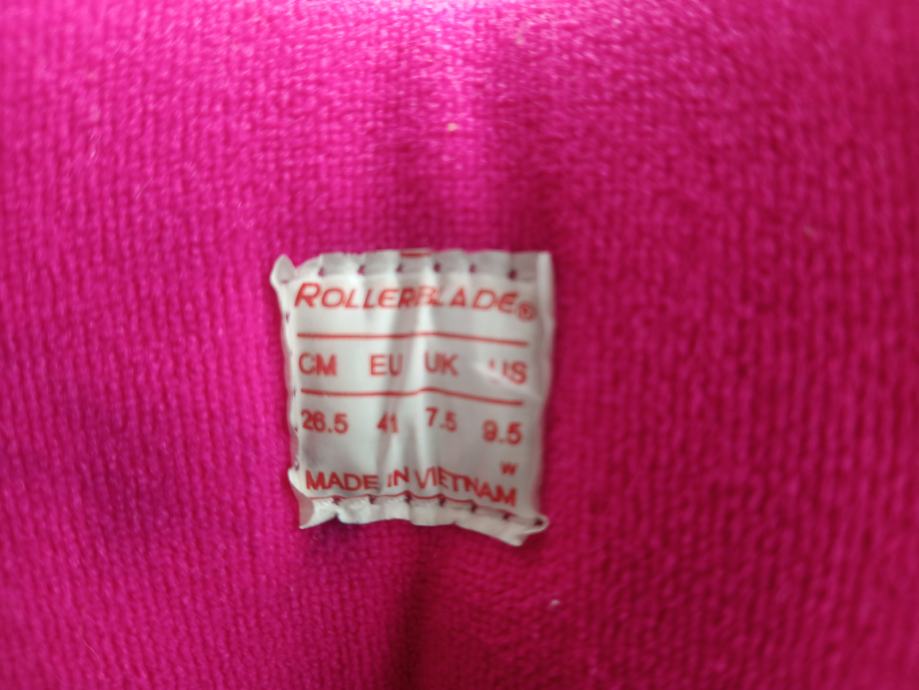 ROLLERBLADE®
CM EU UK US
26.5 41 7.5 9.5
W
MADE IN VIETNAM